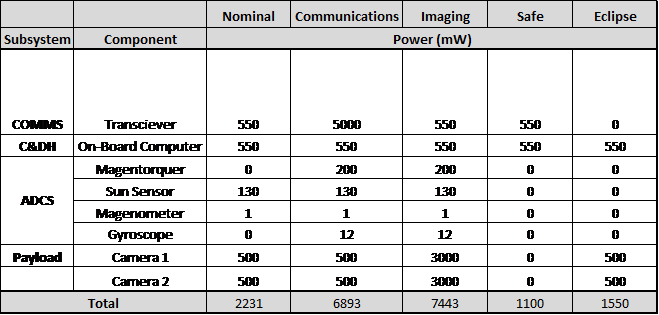 Nominal Communications Imaging Safe Eclipse
Subsystem Component Power (mW)
COMMS Transciever 550 5000 550 550 0
C&DH On-Board Computer 550 550 550 550 550
ADCS Magentorquer 0 200 200 0 0
Sun Sensor 130 130 130 0 0
Magenometer 1 1 1 0 0
Gyroscope 0 12 12 0 0
Payload Camera 1 500 500 3000 0 500
Camera 2 500 500 3000 0 500
Total 2231 6893 7443 1100 1550